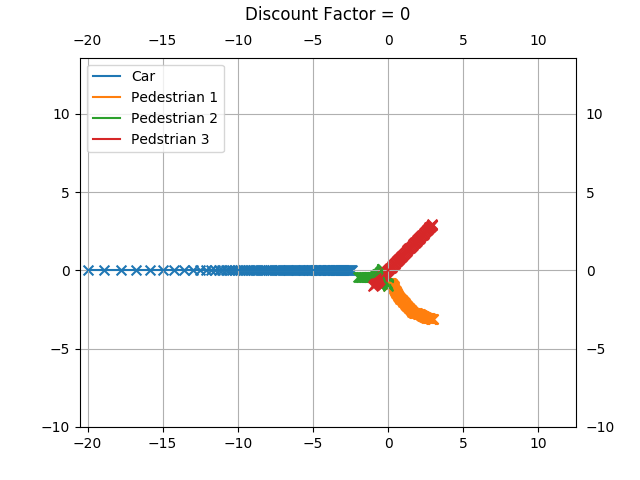 Discount Factor = 0
−20 −15 −10 −5 0 5 10
Car
Pedestrian 1
Pedestrian 2
Pedstrian 3
10 10
5 5
0 0
−5 −5
−10 −10
−20 −15 −10 −5 0 5 10